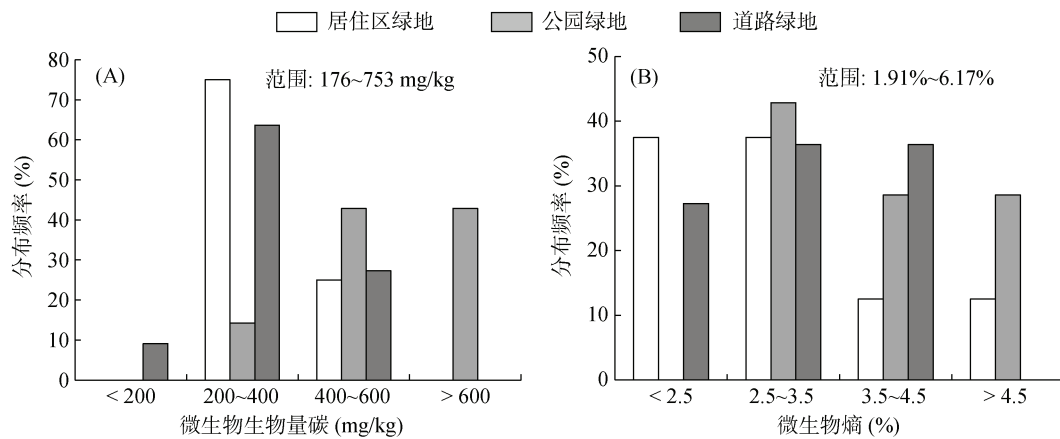 居住区绿地 公园绿地 道路绿地
(A)
范围: 176~753 mg/kg
分布频率 (%)
80
70
60
50
40
30
20
10
0
< 200 200~400 400~600 > 600
微生物生物量碳 (mg/kg)
(B)
范围: 1.91%~6.17%
分布频率 (%)
50
40
30
20
10
0
< 2.5 2.5~3.5 3.5~4.5 > 4.5
微生物熵 (%)